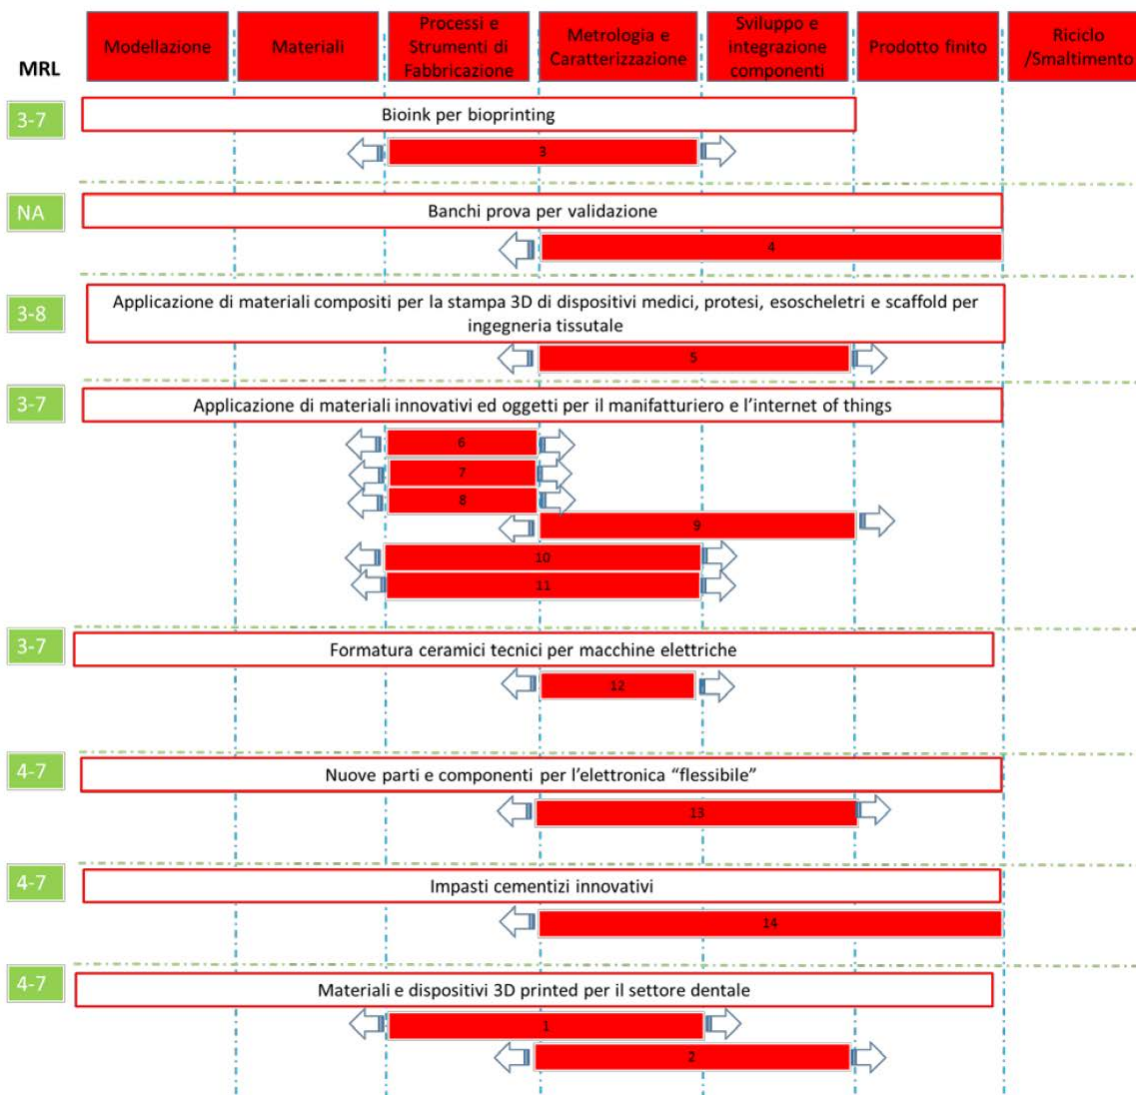 MRL
Modellazione
Materiali
Processi e
Strumenti di
Fabbricazione
Metrologia e
Caratterizzazione
Sviluppo e
integrazione
componenti
Prodotto finito
Riciclo
/Smaltimento
3-7
Bioink per bioprinting
3
NA
Banchi prova per validazione
4
3-8
Applicazione di materiali compositi per la stampa 3D di dispositivi medici, protesi, esoscheletri e scaffold per
ingegneria tissutale
5
3-7
Applicazione di materiali innovativi ed oggetti per il manifatturiero e l'internet of things
6
7
8
9
10
11
3-7
Formatura ceramici tecnici per macchine elettriche
12
4-7
Nuove parti e componenti per l'elettronica “flessibile”
13
4-7
Impasti cementizi innovativi
14
4-7
Materiali e dispositivi 3D printed per il settore dentale
1
2